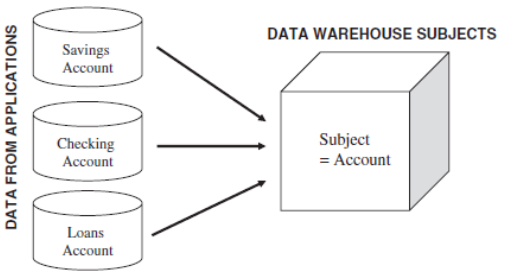 DATA FROM APPLICATIONS
Savings
Account
Checking
Account
Loans
Account
DATA WAREHOUSE SUBJECTS
Subject
= Account